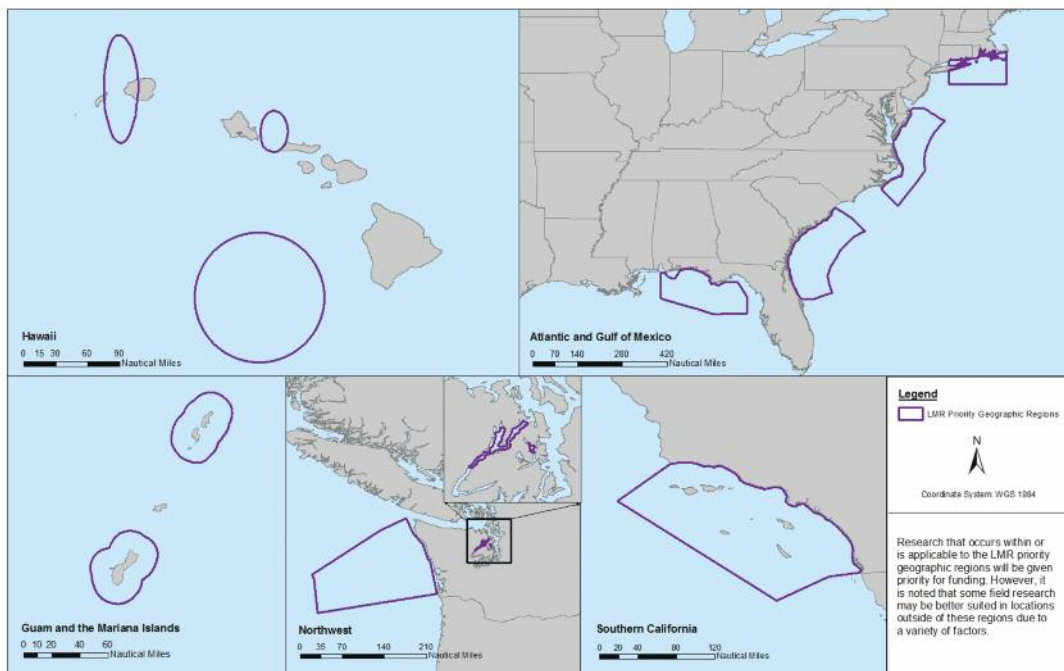 Hawaii
0 15 30 60 90
Nautical Miles
Atlantic and Gulf of Mexico
0 70 140 280 420
Nautical Miles
Guam and the Mariana Islands
0 10 20 40 60
Nautical Miles
Northwest
0 35 70 140 210
Nautical Miles
Southern California
0 20 40 80 120
Nautical Miles
Legend
LMR Priority Geographic Regions
N
Coordinate System: WGS 1984
Research that occurs within or
is applicable to the LMR priority
geographic regions will be given
priority for funding. However, it
is noted that some field research
may be better suited in locations
outside of these regions due to
a variety of factors.